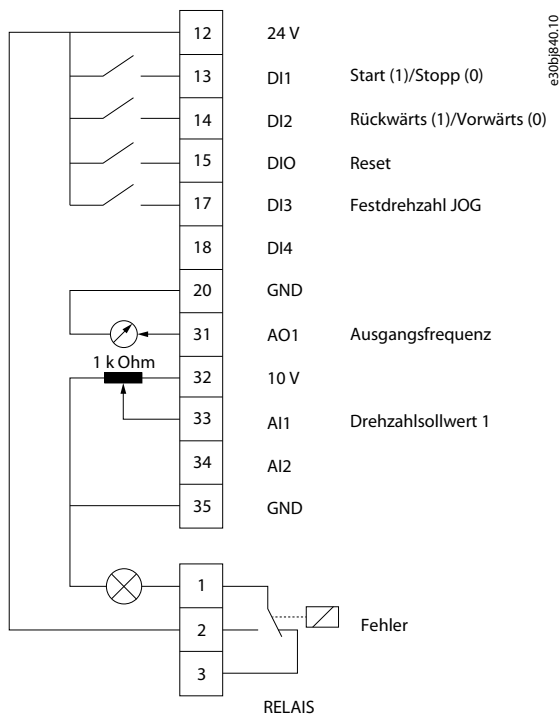 12 24 V
13 DI1 Start (1)/Stopp (0)
14 DI2 Rückwärts (1)/Vorwärts (0)
15 DIO Reset
17 DI3 Festdrehzahl JOG
18 DI4
20 GND
31 AO1 Ausgangsfrequenz
1 k Ohm
32 10 V
33 AI1 Drehzahlsollwert 1
34 AI2
35 GND
1
2
Fehler
3
RELAIS
e30bj840.10